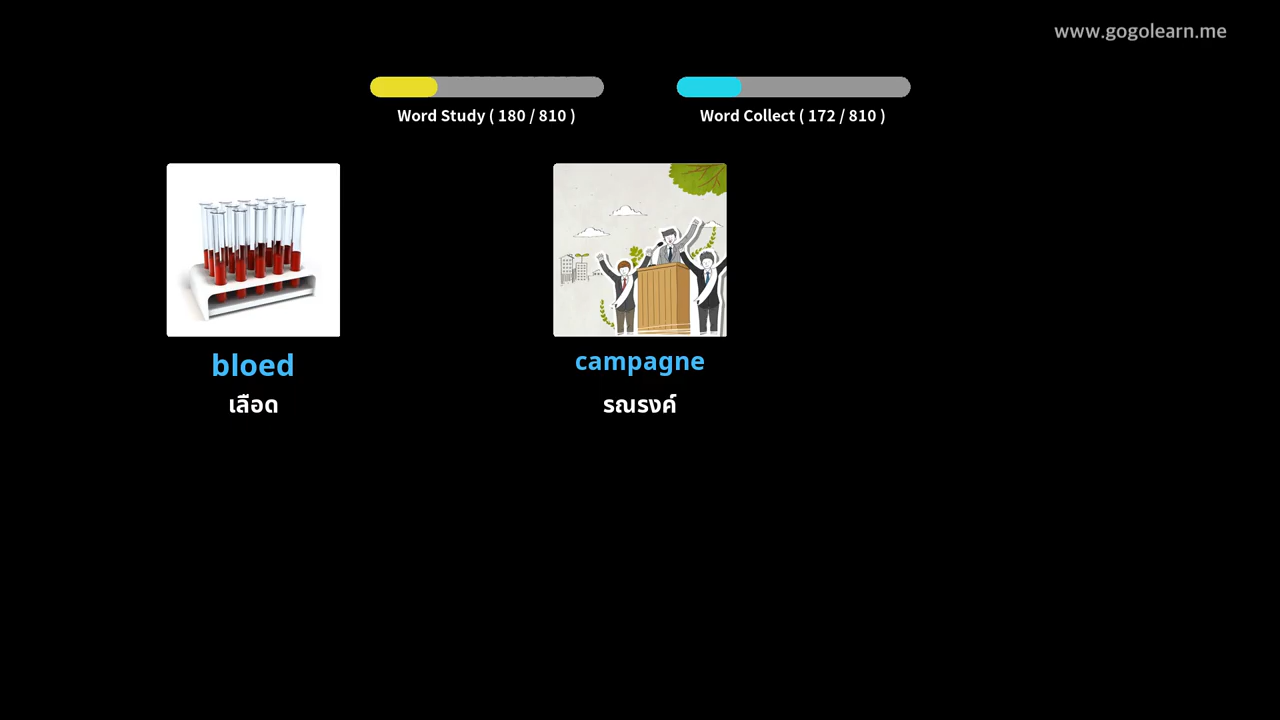 www.gogolearn.me
Word Study ( 180 / 810 )
Word Collect ( 172 / 810 )
bloed
เลือด
campagne
รณรงค์